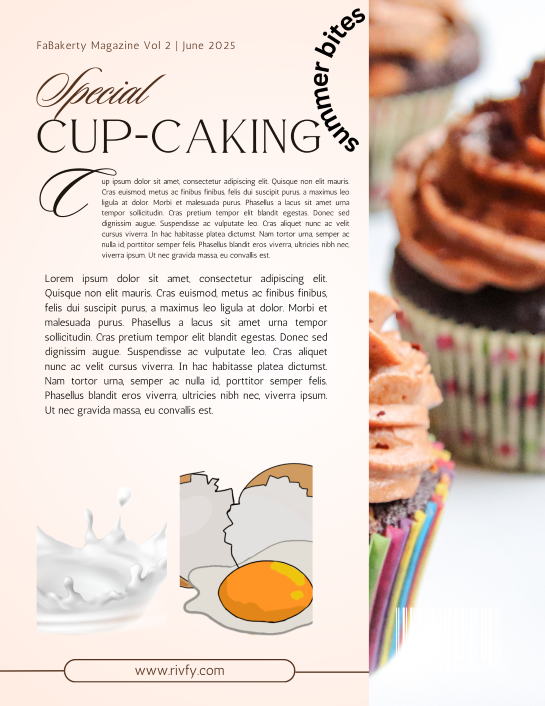 FaBakerty Magazine Vol 2 | June 2025
summer bites
Special
CUP-CAKING
Cup ipsum dolor sit amet, consectetur adipiscing elit. Quisque non elit mauris.
Cras euismod, metus ac finibus finibus, felis dui suscipit purus, a maximus leo
ligula at dolor. Morbi et malesuada purus. Phasellus a lacus sit amet urna
tempor sollicitudin. Cras pretium tempor elit blandit egestas. Donec sed
dignissim augue. Suspendisse ac vulputate leo. Cras aliquet nunc ac velit
cursus viverra. In hac habitasse platea dictumst. Nam tortor urna, semper ac
nulla id, porttitor semper felis. Phasellus blandit eros viverra, ultricies nibh nec,
viverra ipsum. Ut nec gravida massa, eu convallis est.
Lorem ipsum dolor sit amet, consectetur adipiscing elit.
Quisque non elit mauris. Cras euismod, metus ac finibus finibus,
felis dui suscipit purus, a maximus leo ligula at dolor. Morbi et
malesuada purus. Phasellus a lacus sit amet urna tempor
sollicitudin. Cras pretium tempor elit blandit egestas. Donec sed
dignissim augue. Suspendisse ac vulputate leo. Cras aliquet
nunc ac velit cursus viverra. In hac habitasse platea dictumst.
Nam tortor urna, semper ac nulla id, porttitor semper felis.
Phasellus blandit eros viverra, ultricies nibh nec, viverra ipsum.
Ut nec gravida massa, eu convallis est.
www.rivfy.com